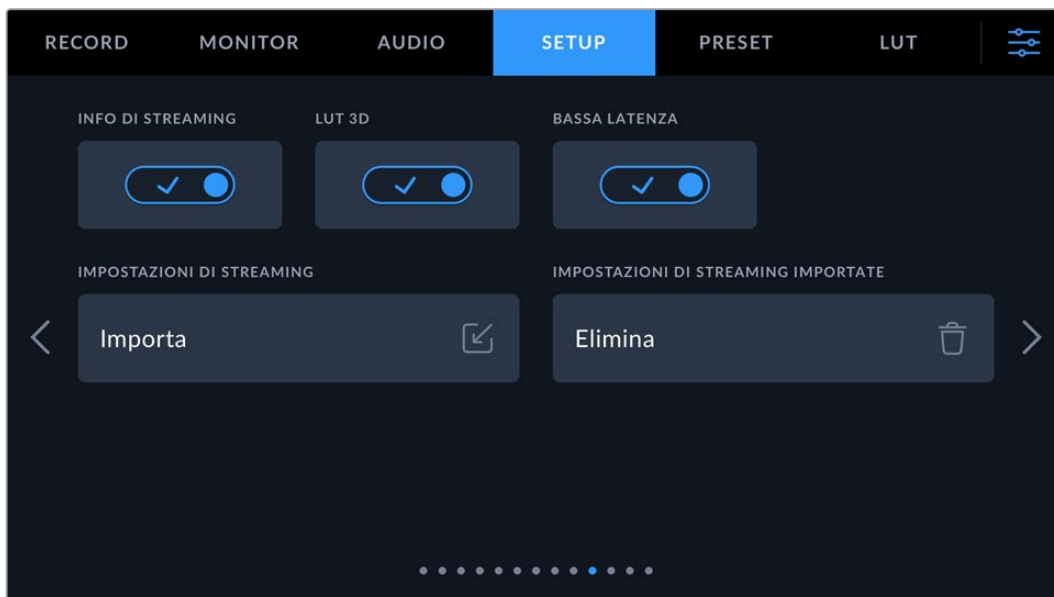 RECORD MONITOR AUDIO SETUP PRESET LUT
INFO DI STREAMING LUT 3D BASSA LATENZA
IMPOSTAZIONI DI STREAMING IMPOSTAZIONI DI STREAMING IMPORTATE
Importa Elimina